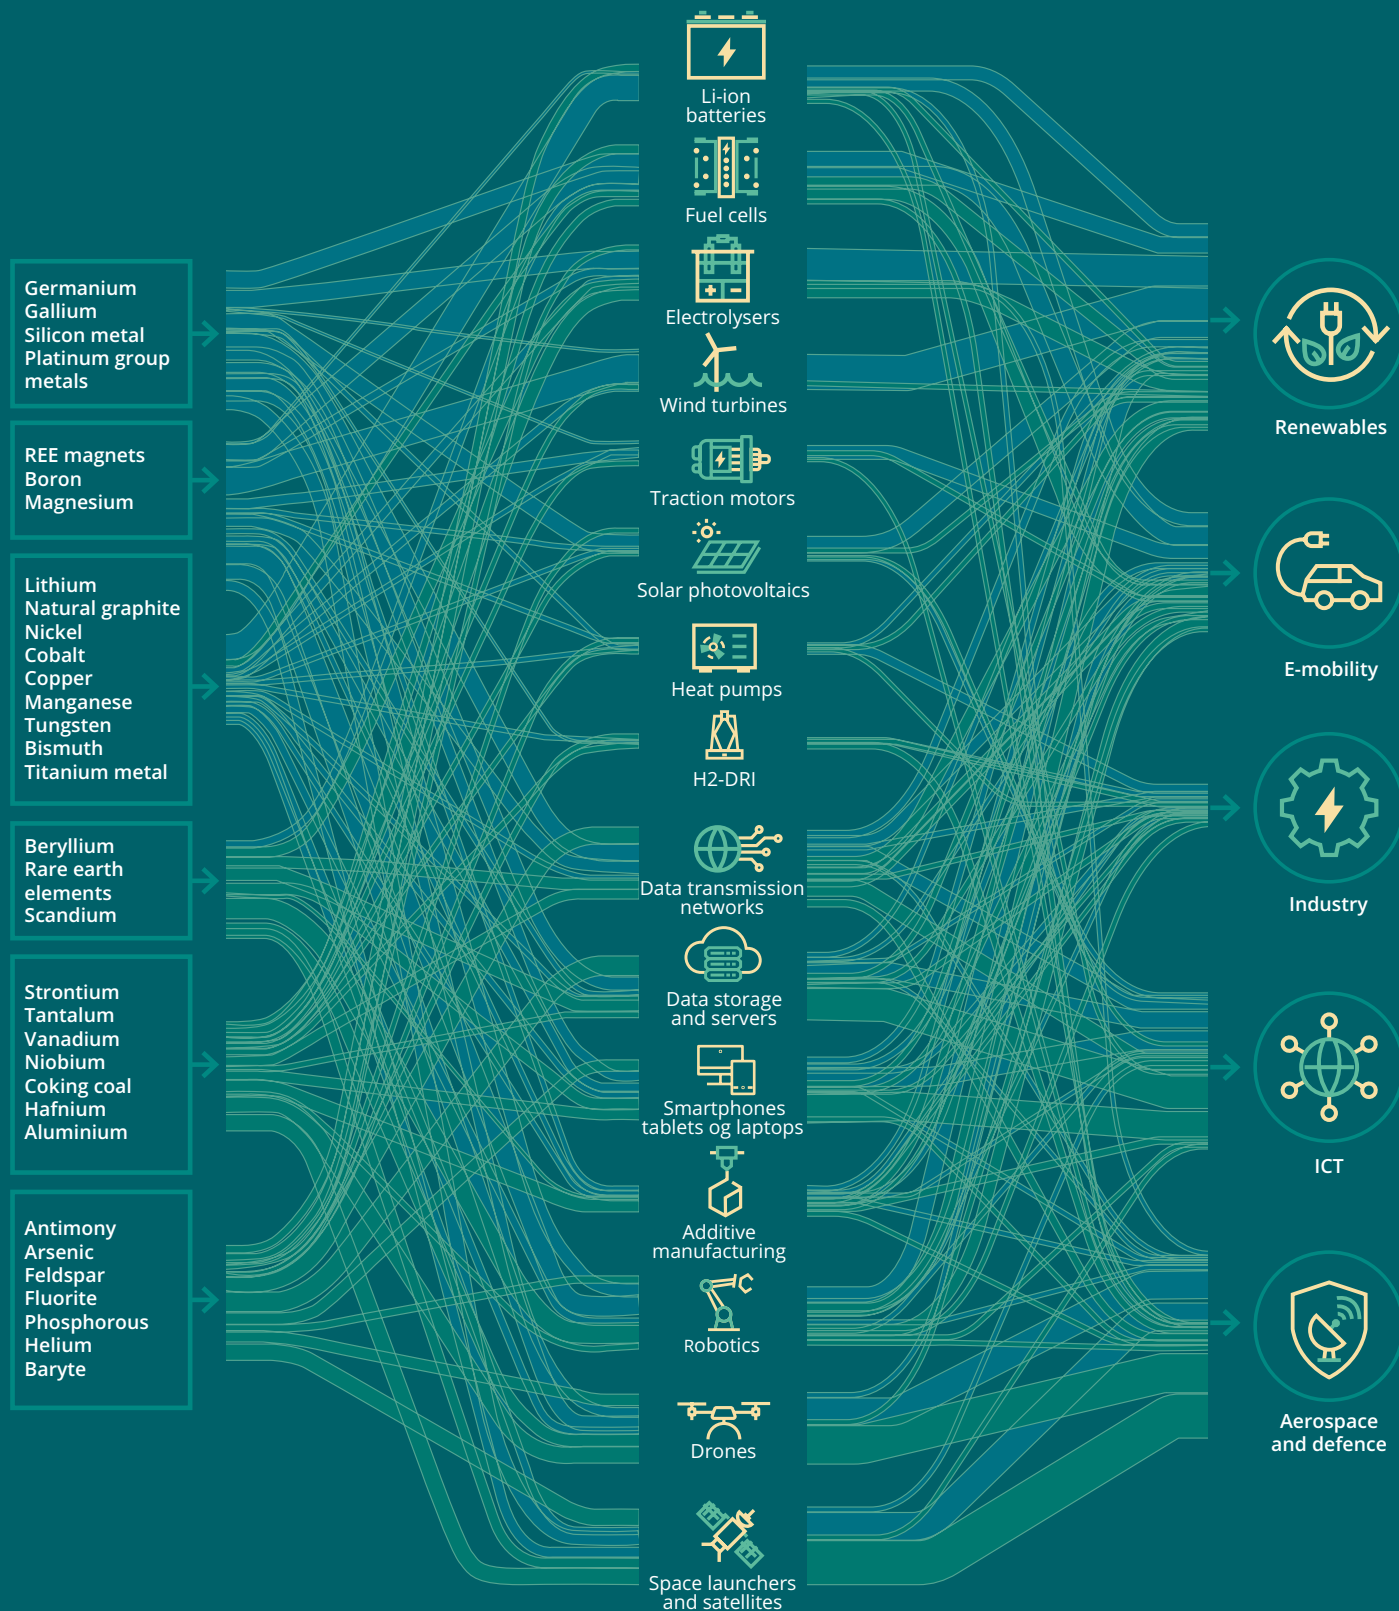 Germanium
Gallium
Silicon metal
Platinum group
metals
REE magnets
Boron
Magnesium
Lithium
Natural graphite
Nickel
Cobalt
Copper
Manganese
Tungsten
Bismuth
Titanium metal
Beryllium
Rare earth
elements
Scandium
Strontium
Tantalum
Vanadium
Niobium
Coking coal
Hafnium
Aluminium
Antimony
Arsenic
Feldspar
Fluorite
Phosphorous
Helium
Baryte
Li-ion
batteries
Fuel cells
Electrolysers
Wind turbines
Traction motors
Solar photovoltaics
Heat pumps
H2-DRI
Data transmission
networks
Data storage
and servers
Smartphones
tablets og laptops
Additive
manufacturing
Robotics
Drones
Space launchers
and satellites
Renewables
E-mobility
Industry
ICT
Aerospace
and defence